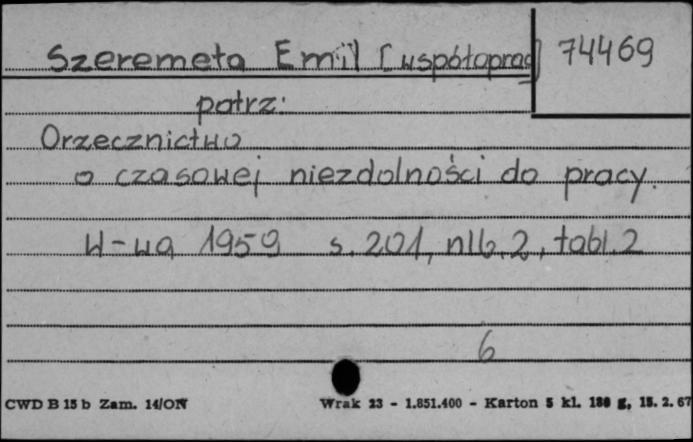 Szeremeta Emil [współoprac]
74469
patrz:
Orzecznictwo
o czasowej niezdolności do pracy.
W-wa 1959 s. 201, nlb. 2, tabl. 2
6
CWD B 15 b Zam. 14/ON Wrak 23 - 1.851.400 - Karton 5 kl. 180 g, 15. 2. 67